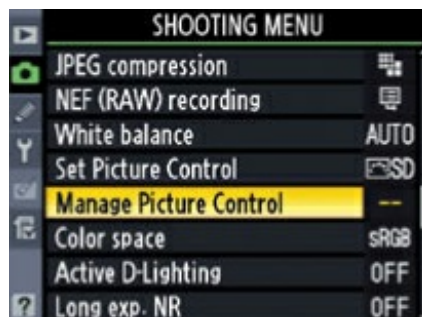 SHOOTING MENU
JPEG compression
NEF (RAW) recording
White balance AUTO
Set Picture Control SD
Manage Picture Control --
Color space sRGB
Active D-Lighting OFF
Long exp. NR OFF
?